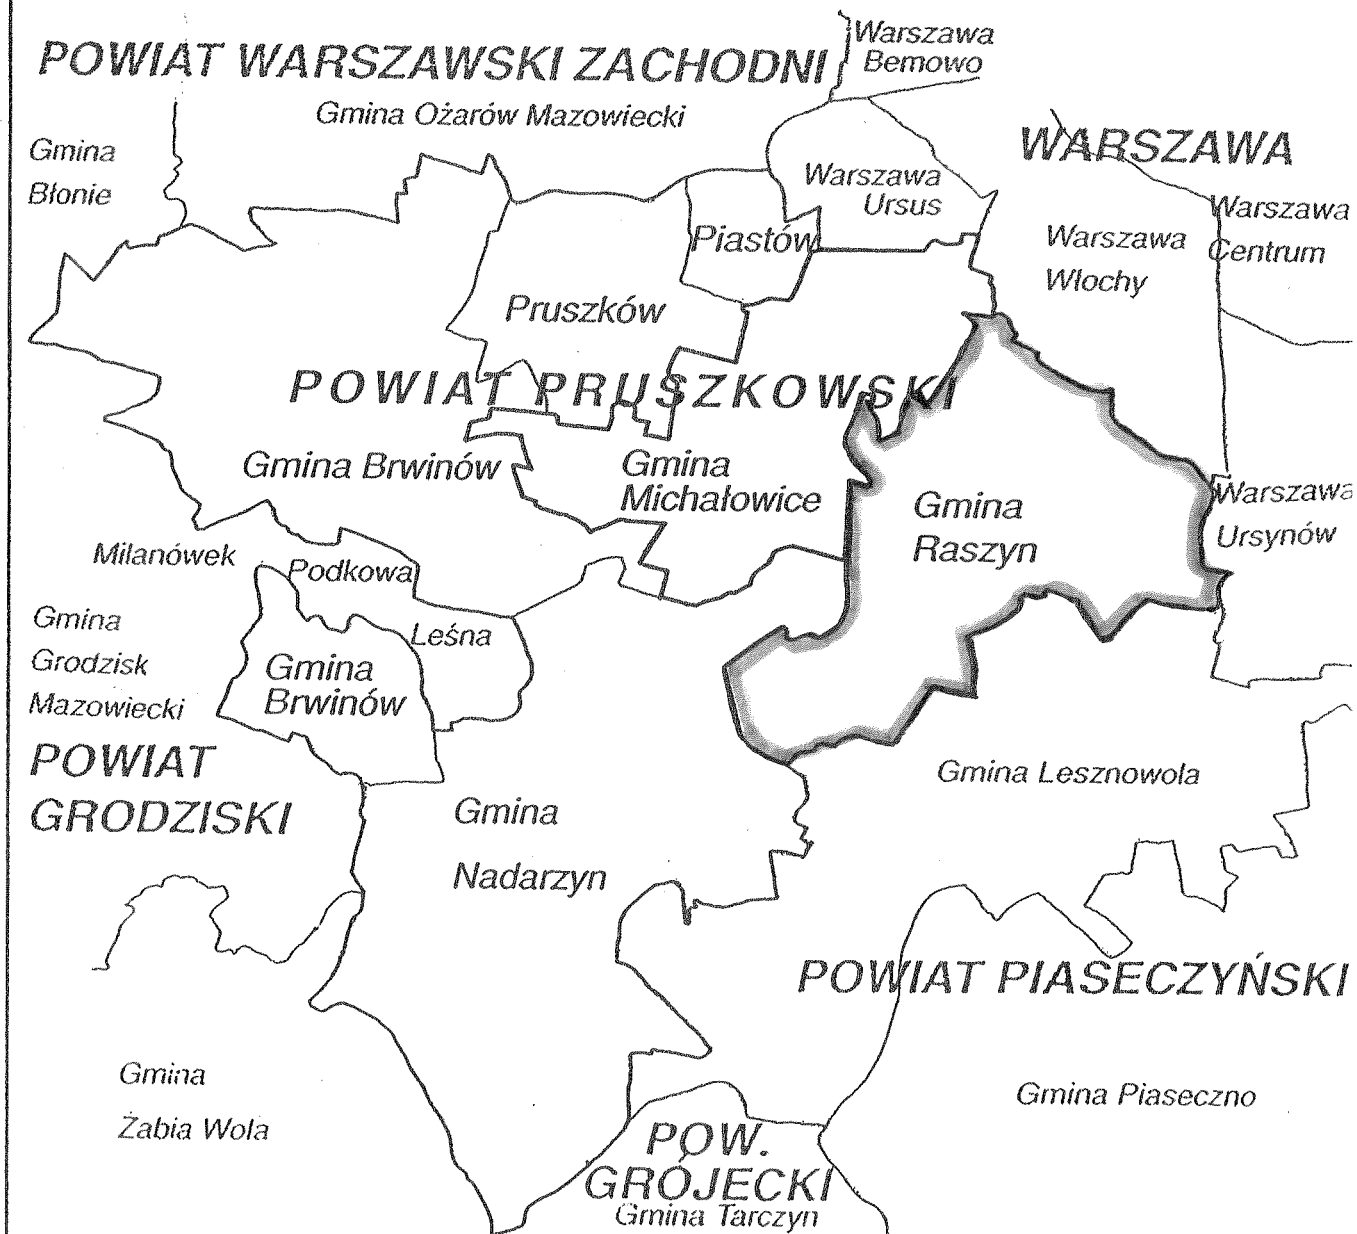 Warszawa
Bemowo
POWIAT WARSZAWSKI ZACHODNI
Gmina Ożarów Mazowiecki
Gmina
Błonie
WARSZAWA
Warszawa
Ursus
Warszawa
Centrum
Warszawa
Włochy
Piastów
Pruszków
POWIAT PRUSZKOWSKI
Gmina Brwinów
Gmina
Michałowice
Gmina
Raszyn
Warszawa
Ursynów
Milanówek
Podkowa
Leśna
Gmina
Grodzisk
Mazowiecki
Gmina
Brwinów
POWIAT
GRODZISKI
Gmina Lesznowola
Gmina
Nadarzyn
POWIAT PIASECZYŃSKI
Gmina
Żabia Wola
Gmina Piaseczno
POW.
GRÓJECKI
Gmina Tarczyn